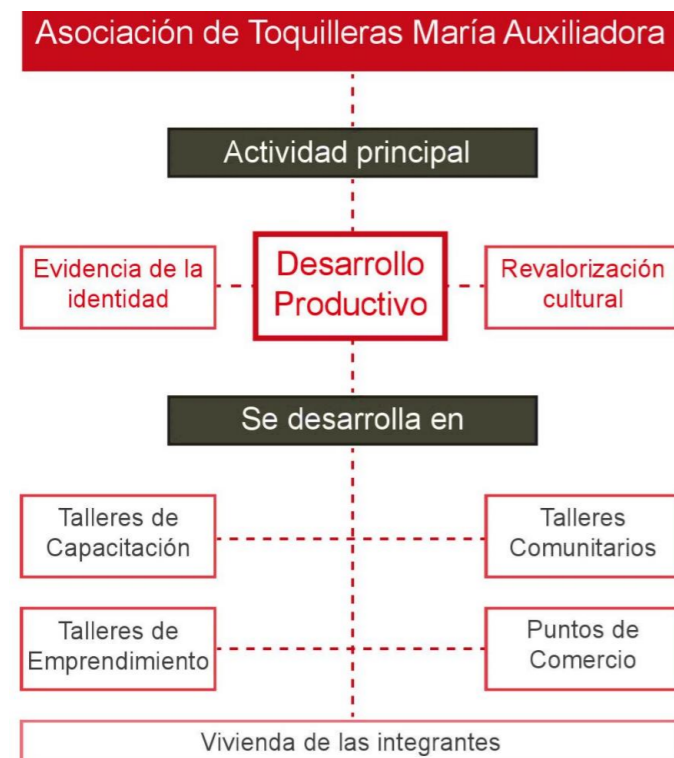 Asociación de Toquilleras María Auxiliadora
Actividad principal
Evidencia de la
identidad
Desarrollo
Productivo
Revalorización
cultural
Se desarrolla en
Talleres de
Capacitación
Talleres
Comunitarios
Talleres de
Emprendimiento
Puntos de
Comercio
Vivienda de las integrantes